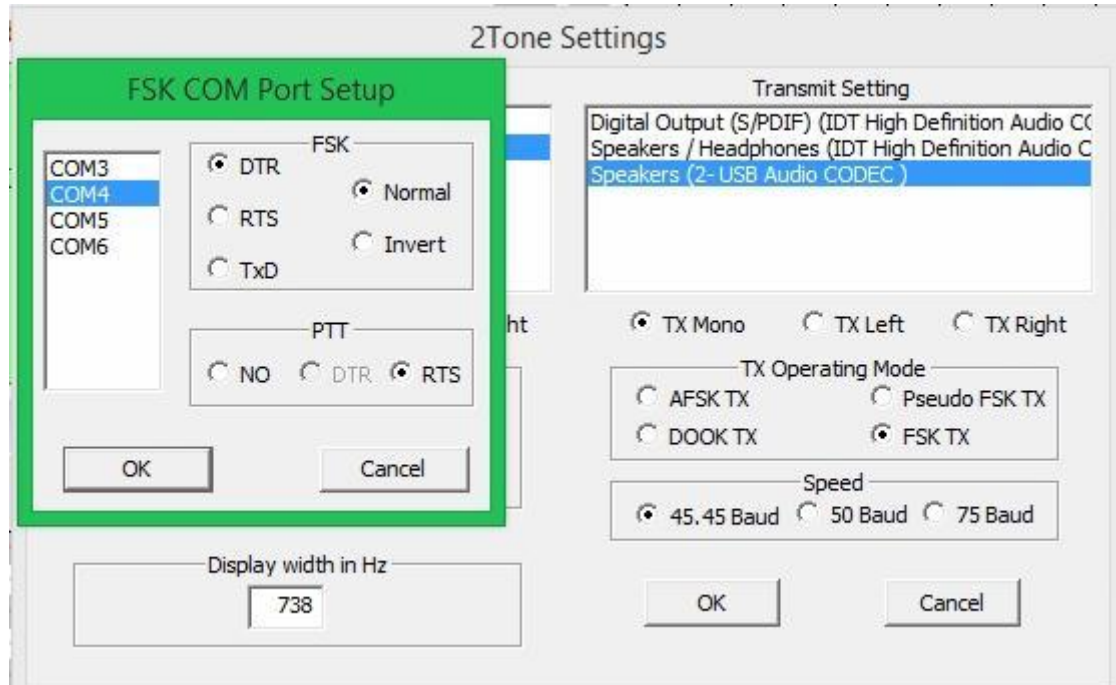 2Tone Settings
FSK COM Port Setup
COM3
COM4
COM5
COM6
FSK
DTR
Normal
RTS
Invert
TxD
PTT
NO DTR RTS
OK Cancel
Transmit Setting
Digital Output (S/PDIF) (IDT High Definition Audio
Speakers / Headphones (IDT High Definition Audio
Speakers (2- USB Audio CODEC )
TX Mono TX Left TX Right
TX Operating Mode
AFSK TX Pseudo FSK TX
DOOK TX FSK TX
Speed
45.45 Baud 50 Baud 75 Baud
Display width in Hz
738
OK Cancel